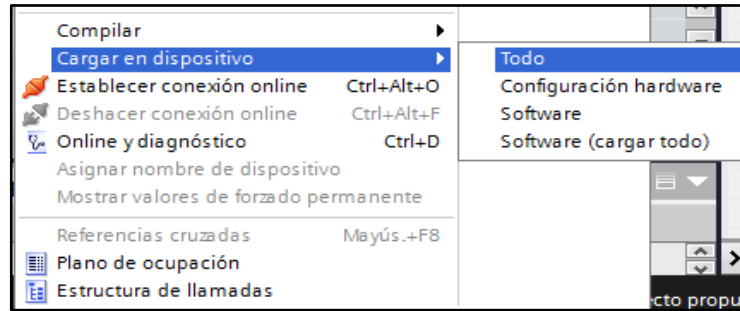 Compilar
Cargar en dispositivo
Establecer conexión online Ctrl+Alt+O
Deshacer conexión online Ctrl+Alt+F
Online y diagnóstico Ctrl+D
Asignar nombre de dispositivo
Mostrar valores de forzado permanente
Referencias cruzadas Mayús.+F8
Plano de ocupación
Estructura de llamadas
Todo
Configuración hardware
Software
Software (cargar todo)